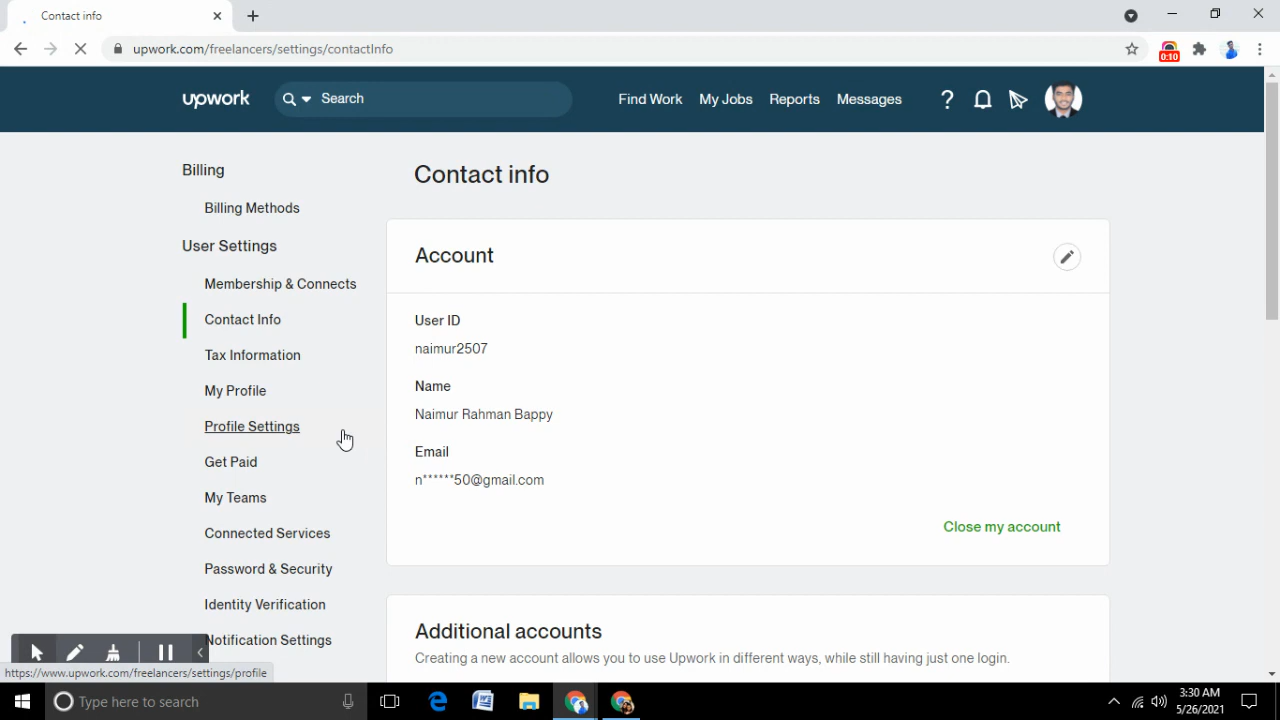 Contact info
upwork.com/freelancers/settings/contactInfo
0:10
upwork
Search
Find Work
My Jobs
Reports
Messages
?
Billing
Billing Methods
User Settings
Membership & Connects
Contact Info
Tax Information
My Profile
Profile Settings
Get Paid
My Teams
Connected Services
Password & Security
Identity Verification
Notification Settings
Contact info
Account
User ID
naimur2507
Name
Naimur Rahman Bappy
Email
n******50@gmail.com
Close my account
Additional accounts
Creating a new account allows you to use Upwork in different ways, while still having just one login.
https://www.upwork.com/freelancers/settings/profile
Type here to search
3:30 AM
5/26/2021